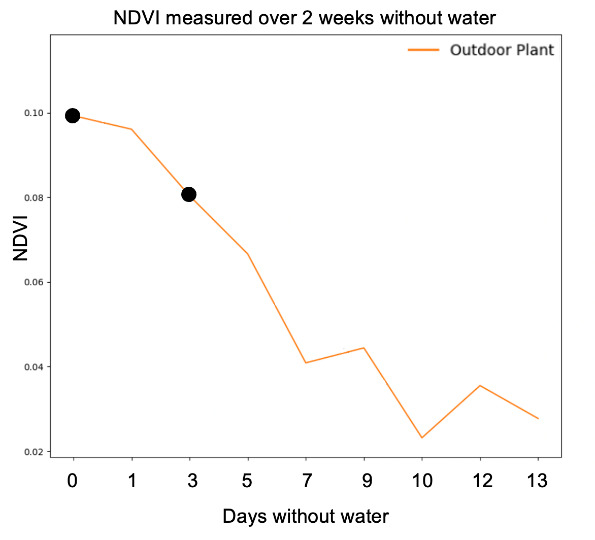 NDVI measured over 2 weeks without water
Outdoor Plant
0.10
0.08
0.06
0.04
0.02
NDVI
0 1 3 5 7 9 10 12 13
Days without water